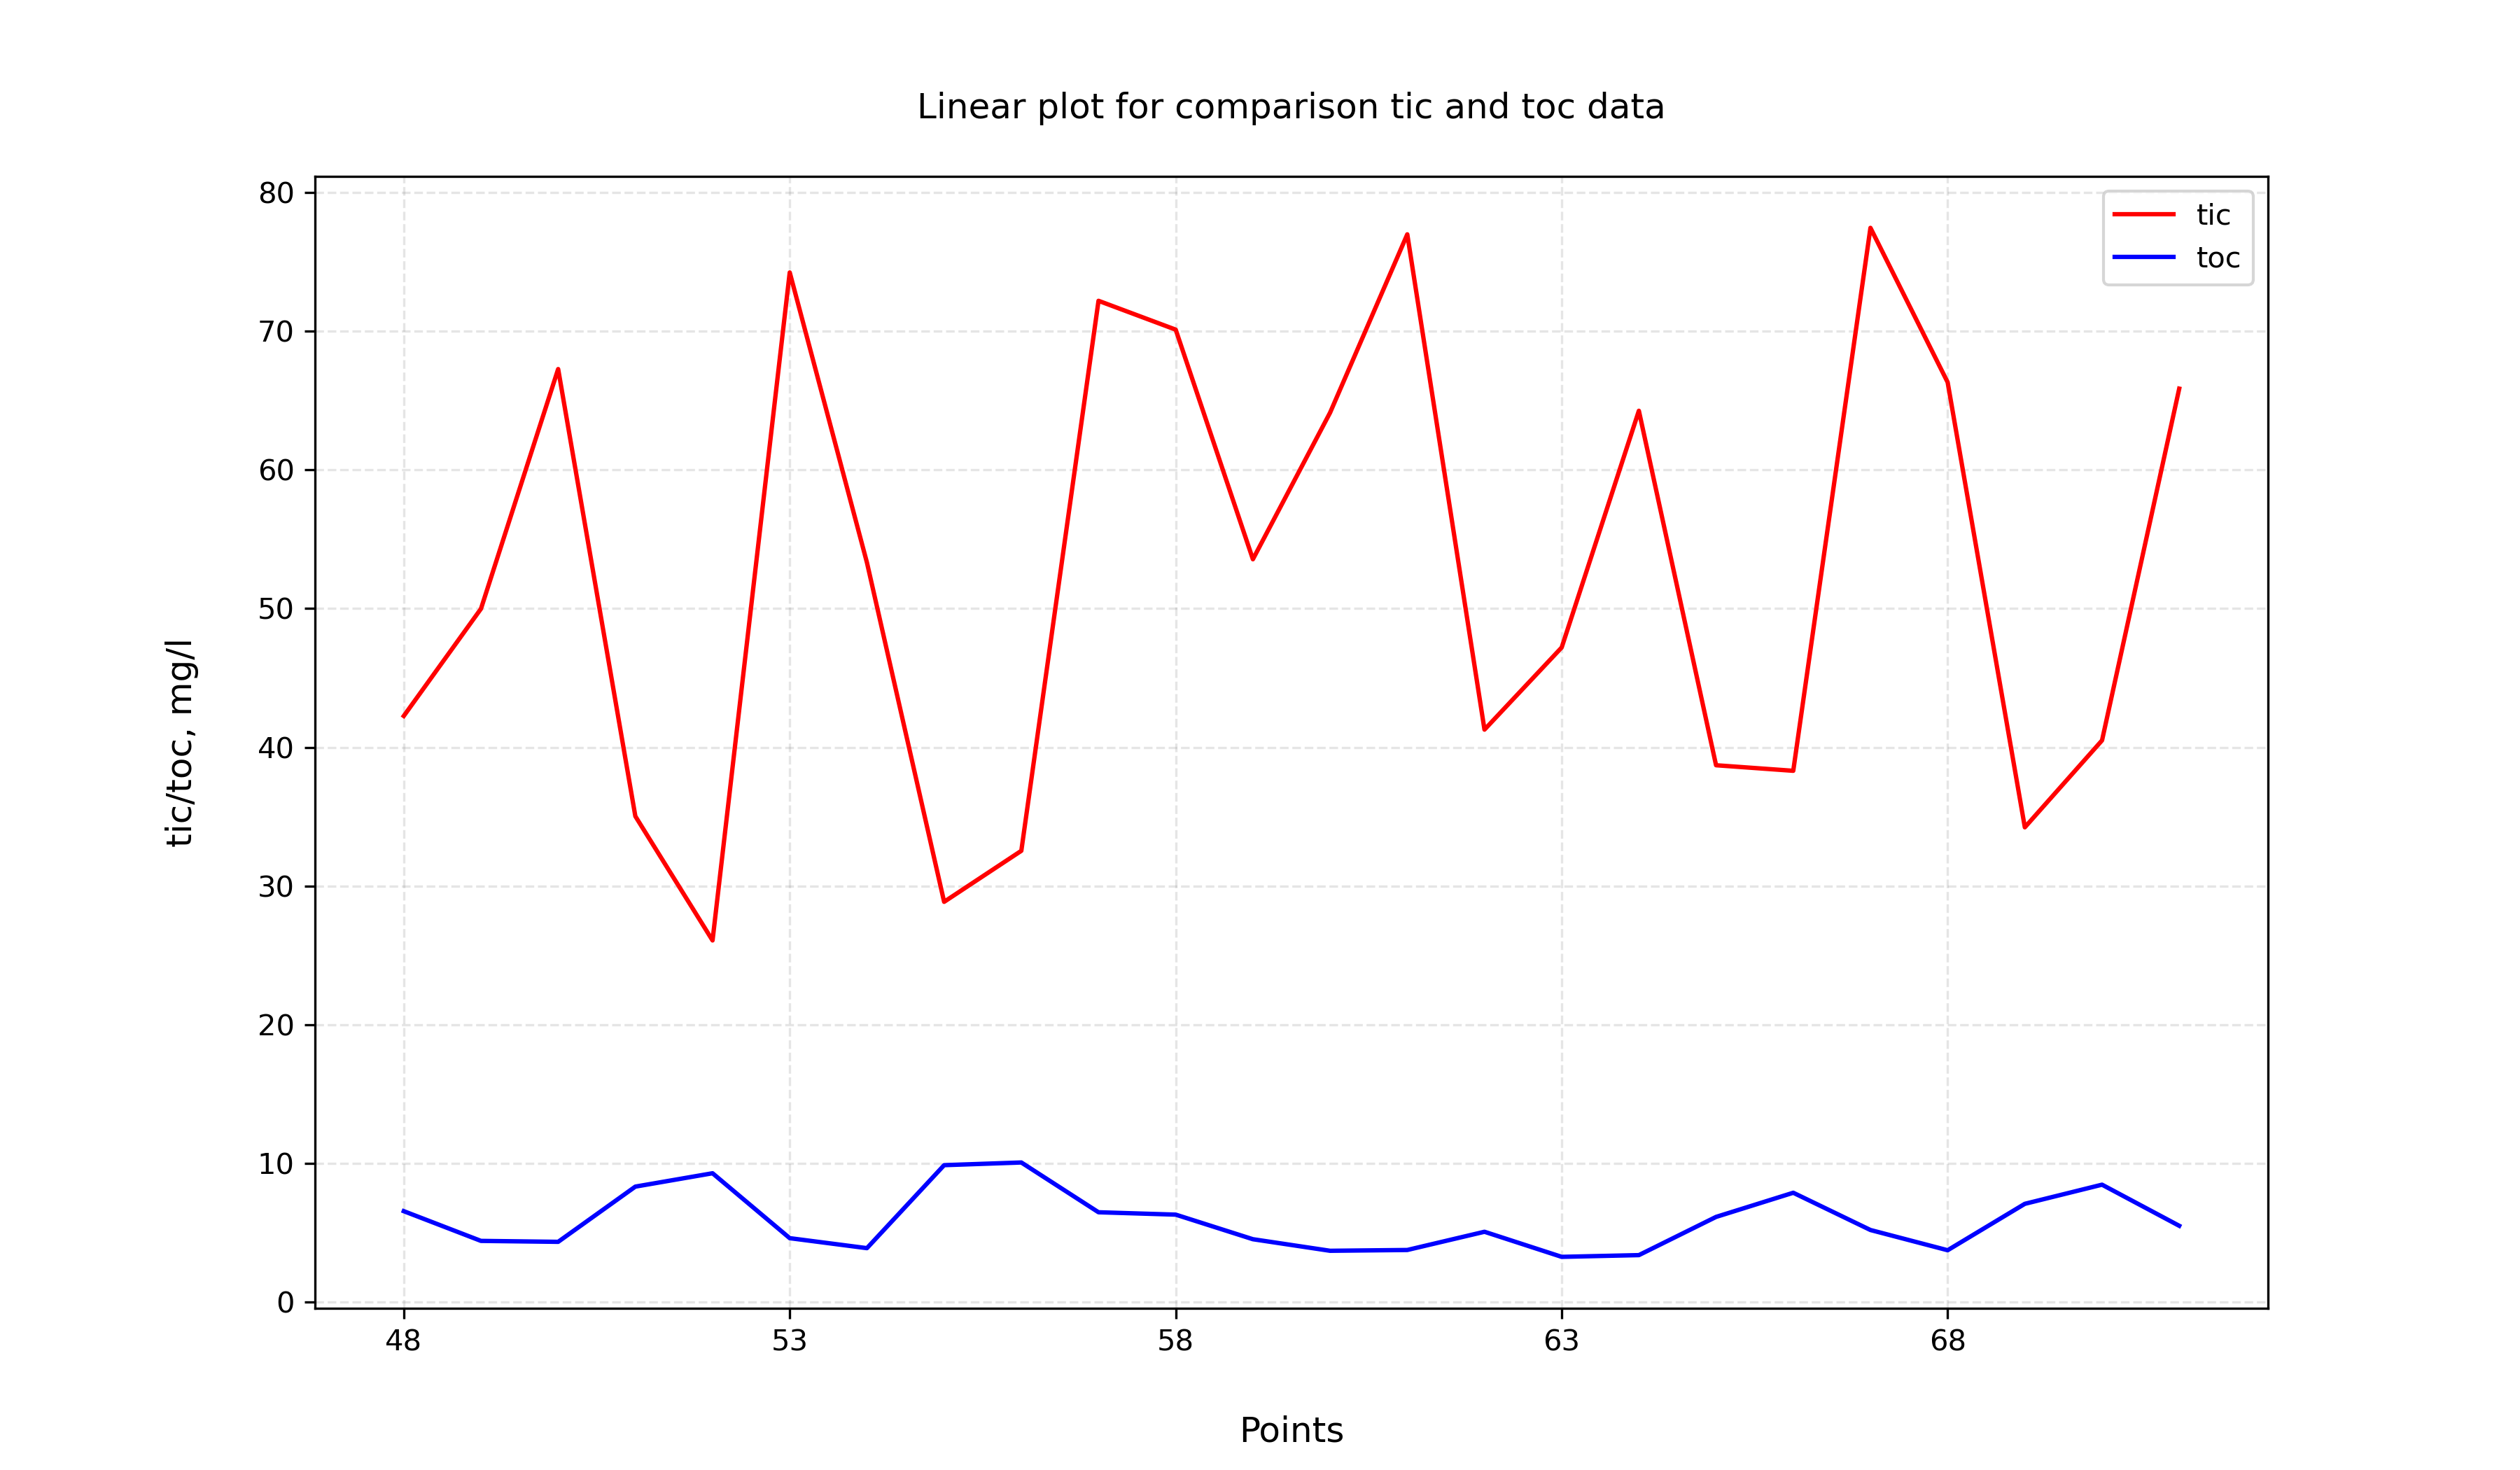 Linear plot for comparison tic and toc data
tic
toc
80
70
60
50
40
30
20
10
0
tic/toc, mg/l
48 53 58 63 68
Points